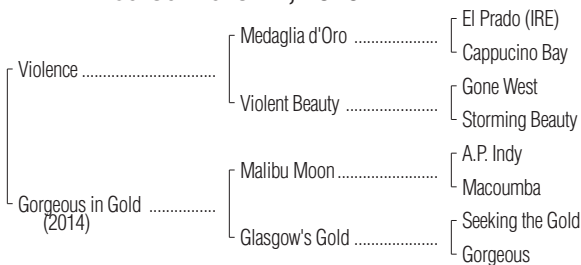 El Prado (IRE)
Medaglia d'Oro ......................
Cappucino Bay
Violence .................................
Gone West
Violent Beauty ........................
Storming Beauty
A.P. Indy
Malibu Moon .........................
Macoumba
Gorgeous in Gold ................
(2014)
Seeking the Gold
Glasgow's Gold .....................
Gorgeous